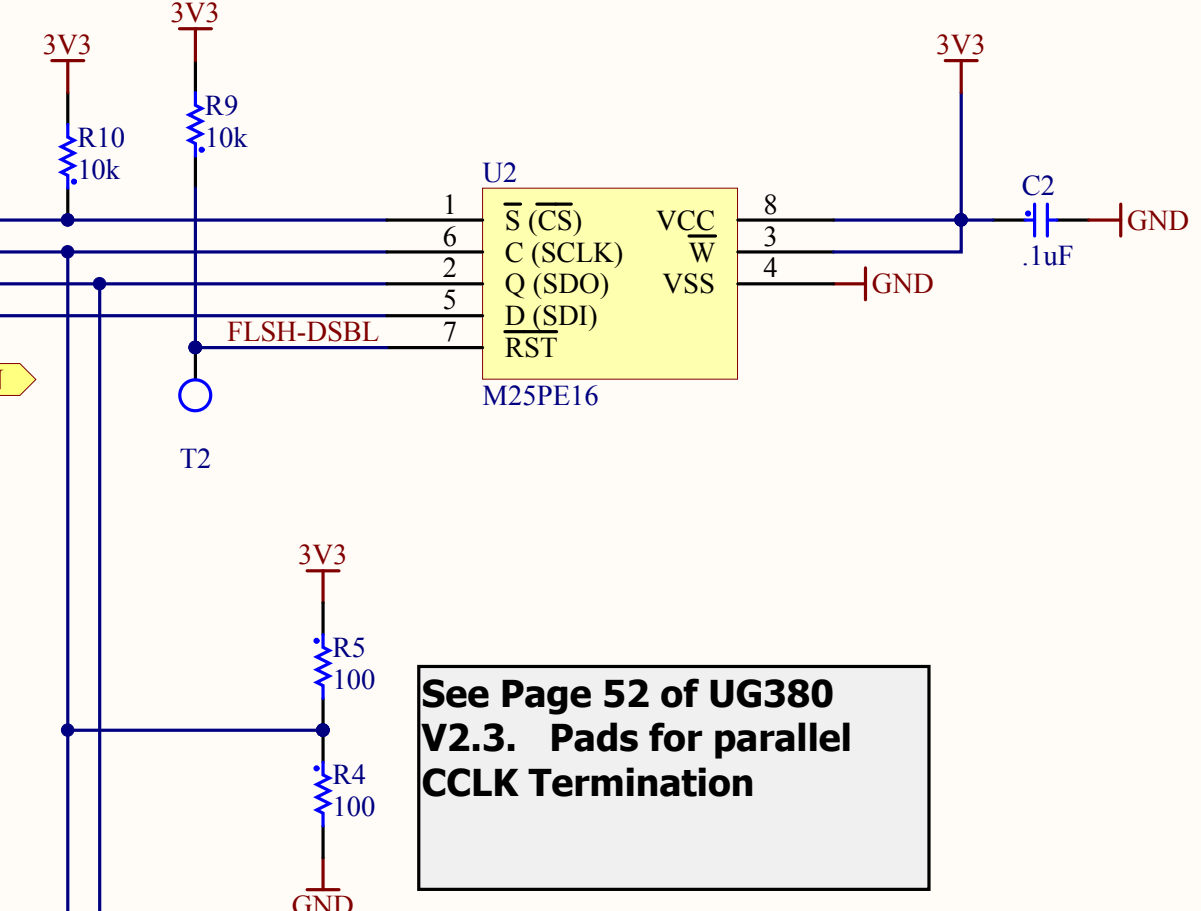 3V3
3V3
3V3
R9
10k
R10
10k
U2
C2
.1uF
GND
1
6
2
5
7
S (CS)
C (SCLK)
Q (SDO)
D (SDI)
RST
VCC
W
VSS
8
3
4
GND
FLSH-DSBL
M25PE16
T2
3V3
R5
100
R4
100
GND
See Page 52 of UG380
V2.3. Pads for parallel
CCLK Termination